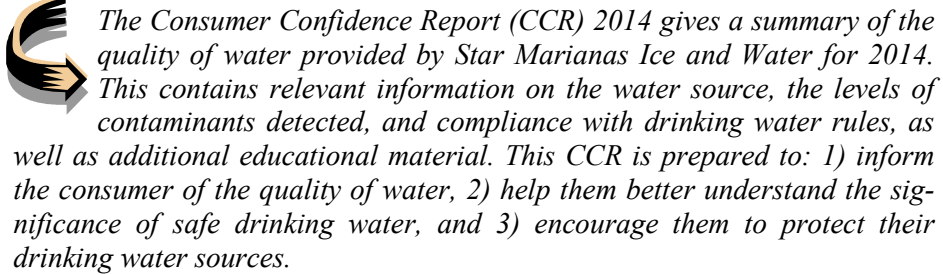 The Consumer Confidence Report (CCR) 2014 gives a summary of the
quality of water provided by Star Marianas Ice and Water for 2014.
This contains relevant information on the water source, the levels of
contaminants detected, and compliance with drinking water rules, as
well as additional educational material. This CCR is prepared to: 1) inform
the consumer of the quality of water, 2) help them better understand the sig-
nificance of safe drinking water, and 3) encourage them to protect their
drinking water sources.